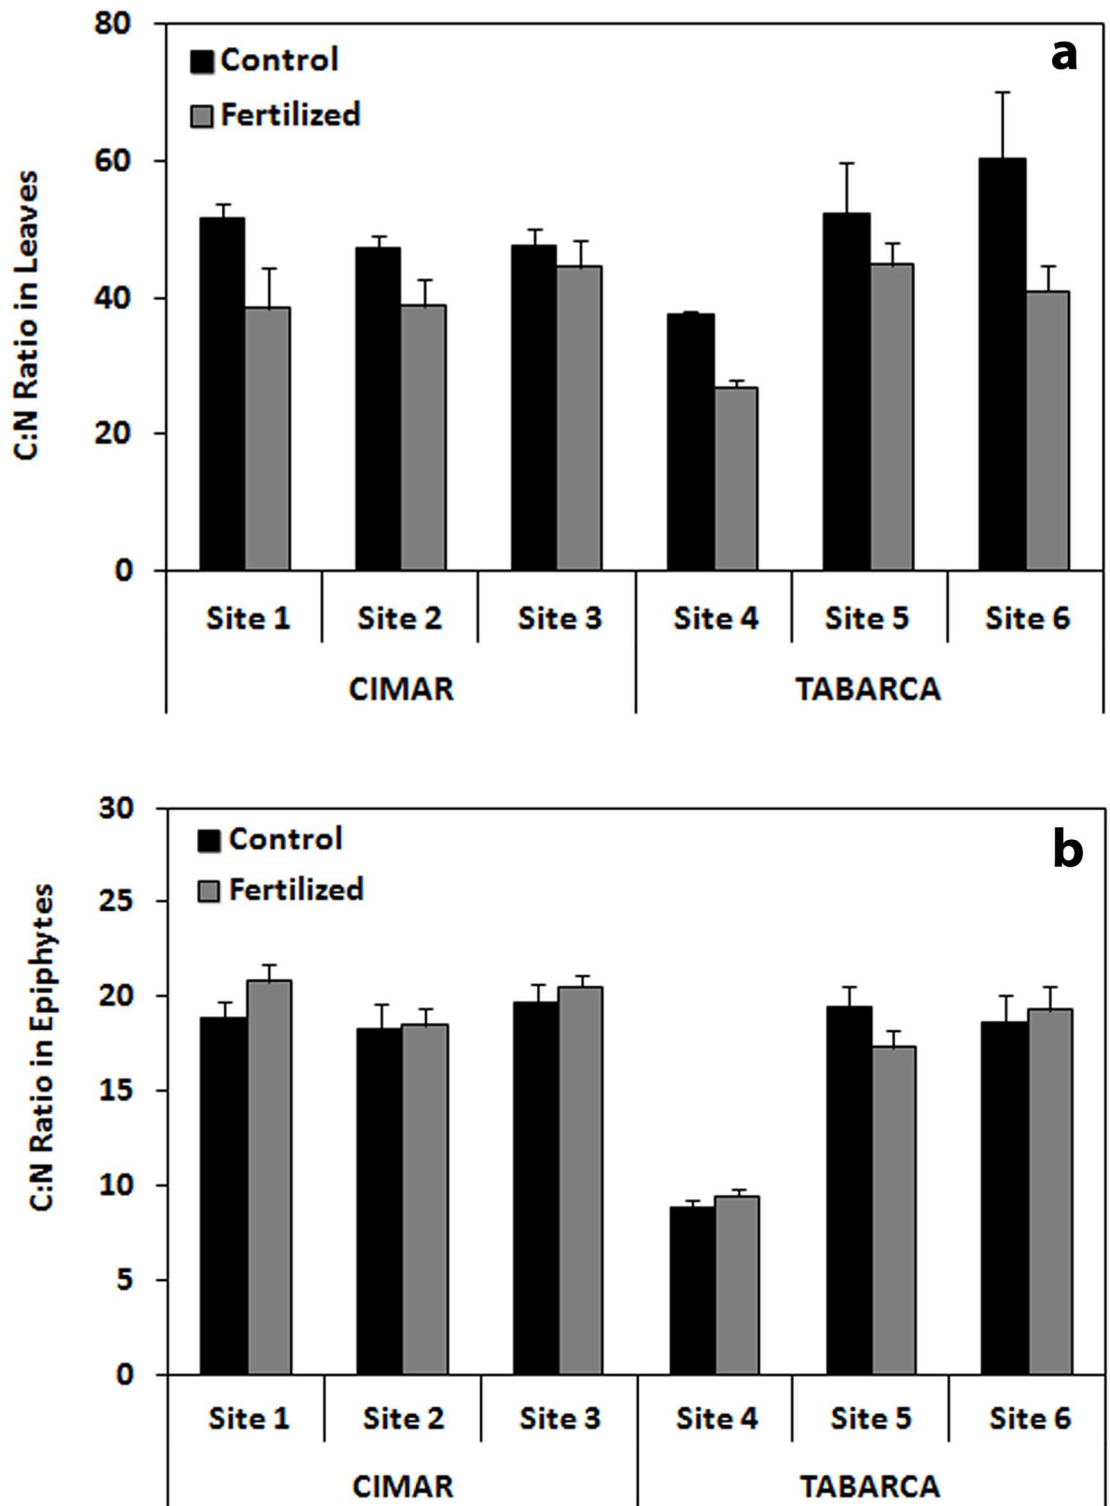 80
a
Control
Fertilized
60
40
20
0
C:N Ratio in Leaves
Site 1 Site 2 Site 3 Site 4 Site 5 Site 6
CIMAR TABARCA
30
b
Control
Fertilized
25
20
15
10
5
0
C:N Ratio in Epiphytes
Site 1 Site 2 Site 3 Site 4 Site 5 Site 6
CIMAR TABARCA